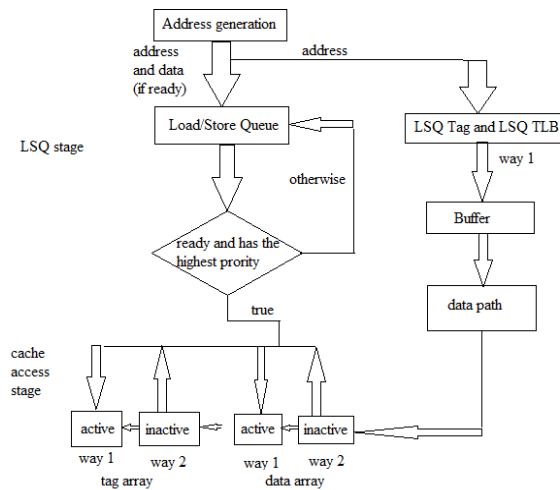 Address generation
address
and data
(if ready)
address
Load/Store Queue
LSQ Tag and LSQ TLB
LSQ stage
way 1
otherwise
Buffer
ready and has the
highest prority
data path
true
cache
access
stage
active
inactive
active
inactive
way 1
way 2
way 1
way 2
tag array
data array